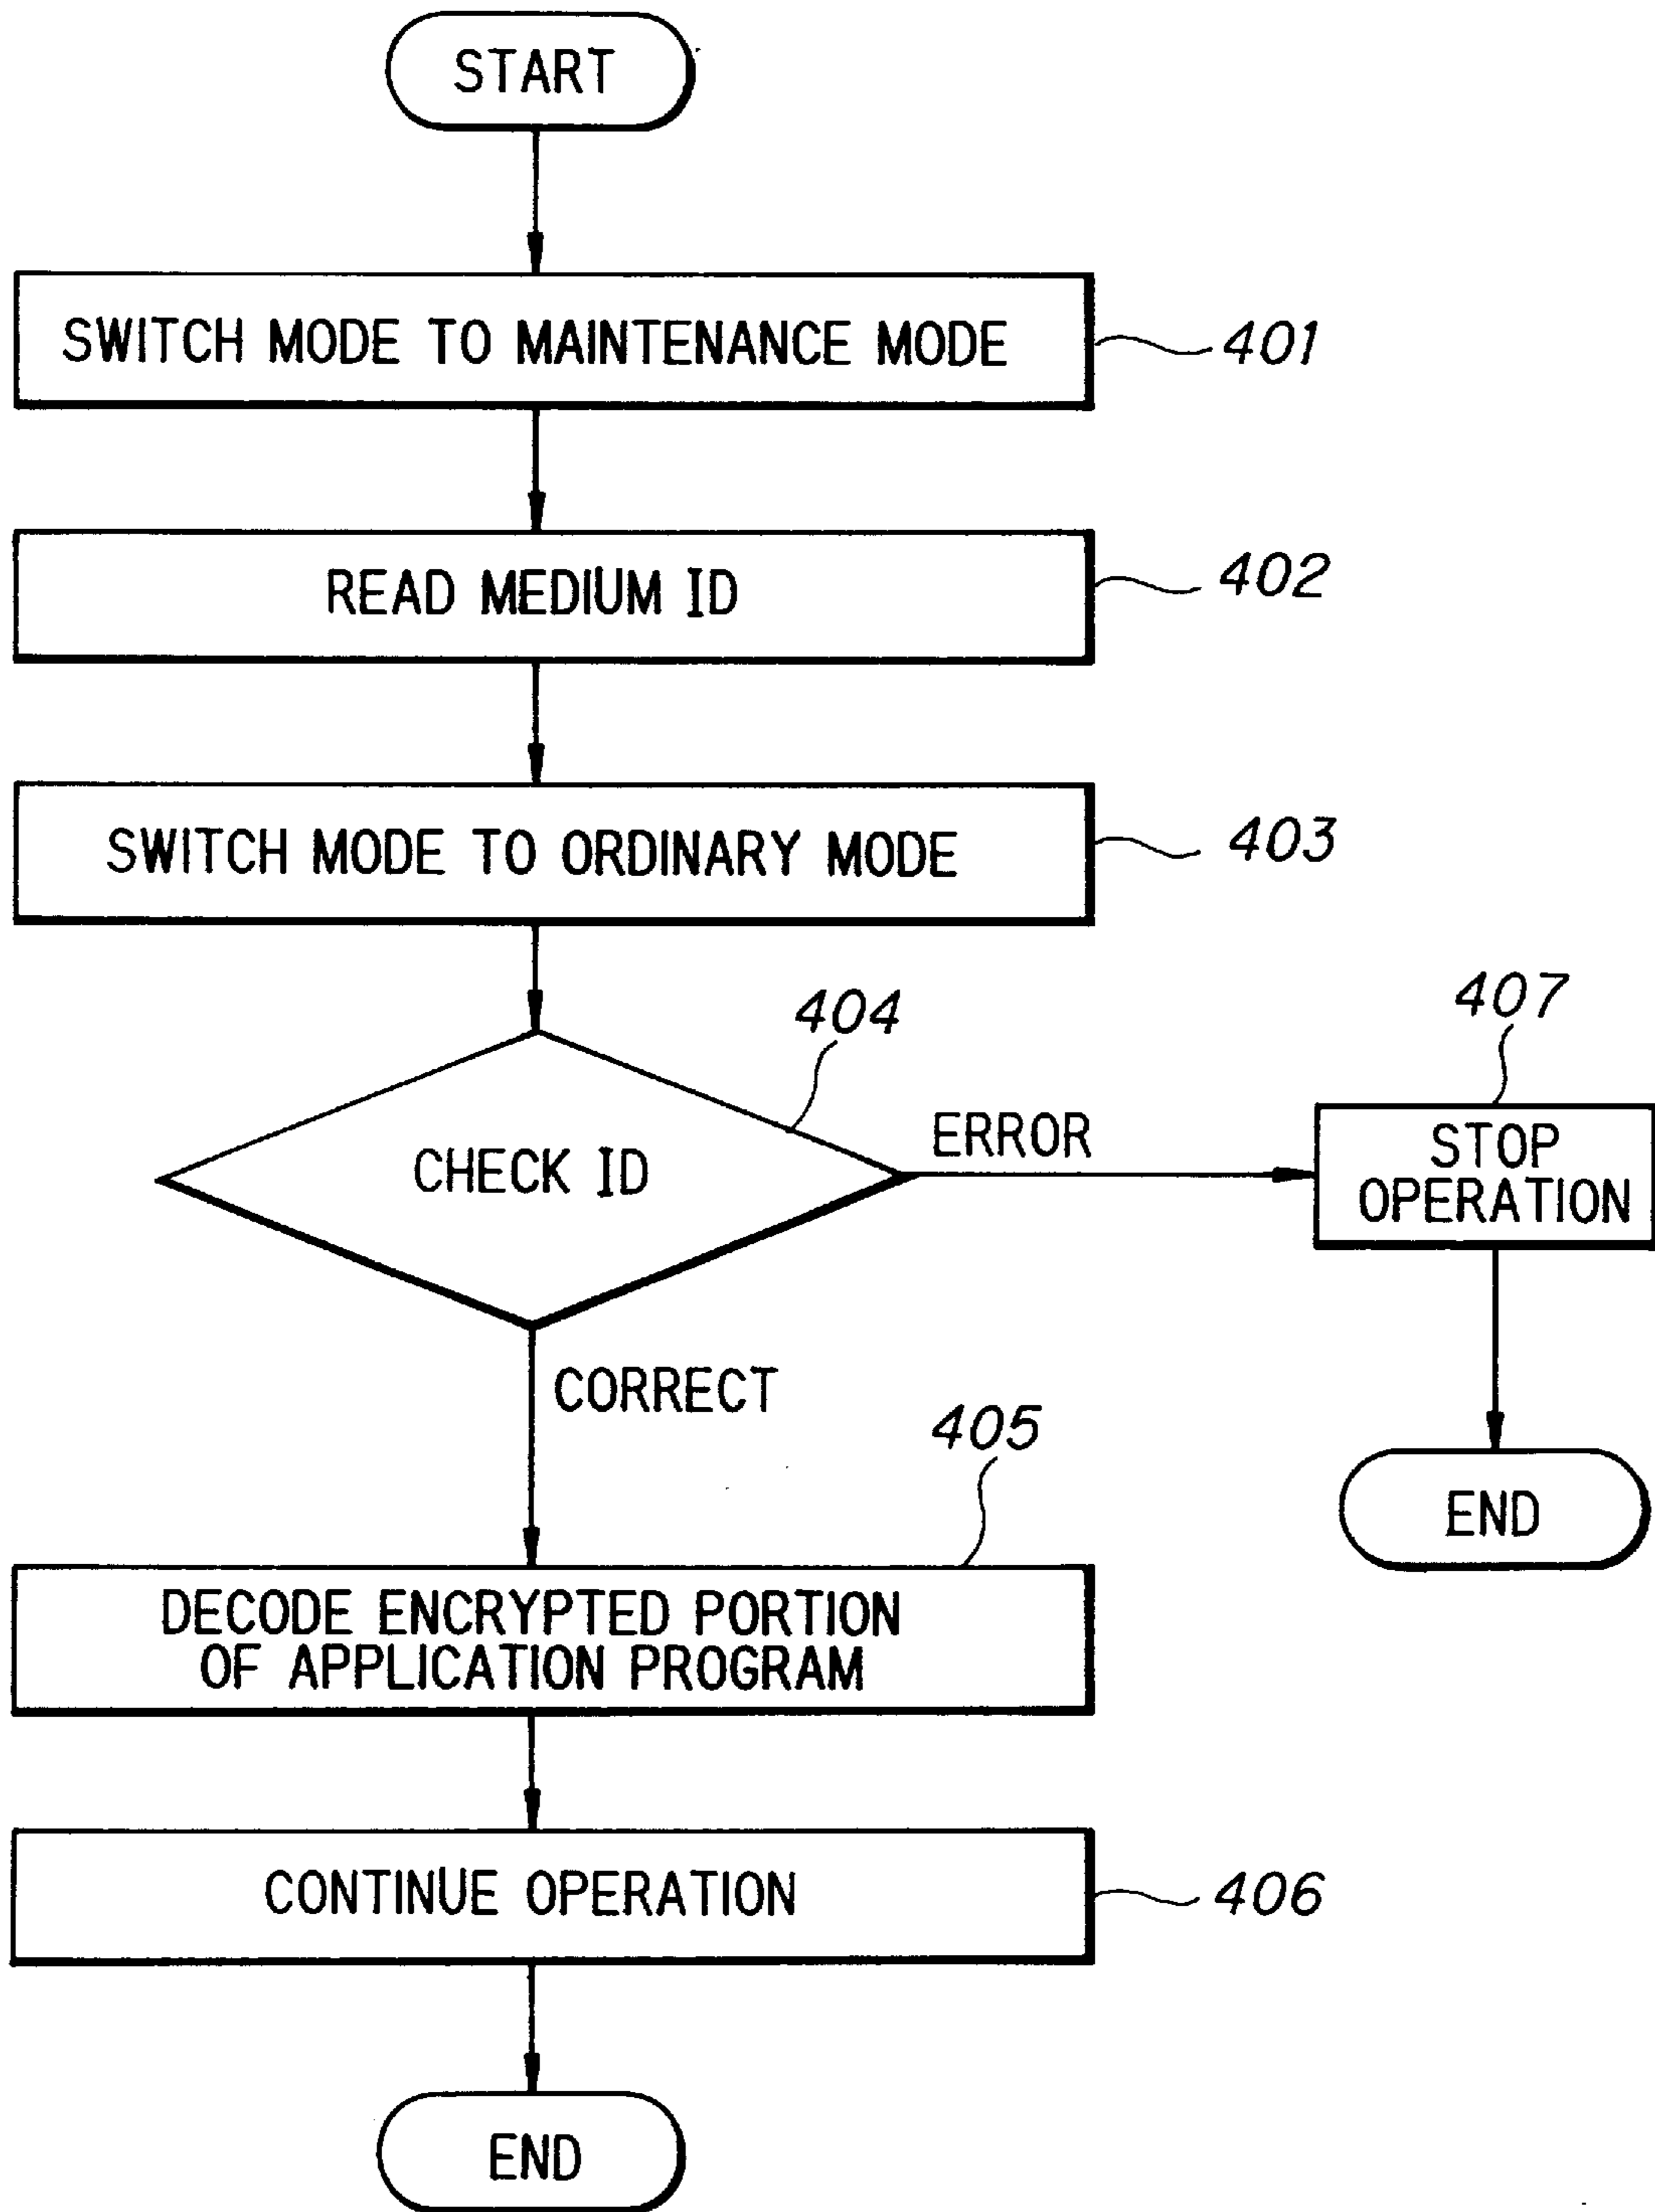 START
SWITCH MODE TO MAINTENANCE MODE
401
READ MEDIUM ID
402
SWITCH MODE TO ORDINARY MODE
403
404
407
CHECK ID
ERROR
STOP
OPERATION
CORRECT
405
END
DECODE ENCRYPTED PORTION
OF APPLICATION PROGRAM
CONTINUE OPERATION
406
END